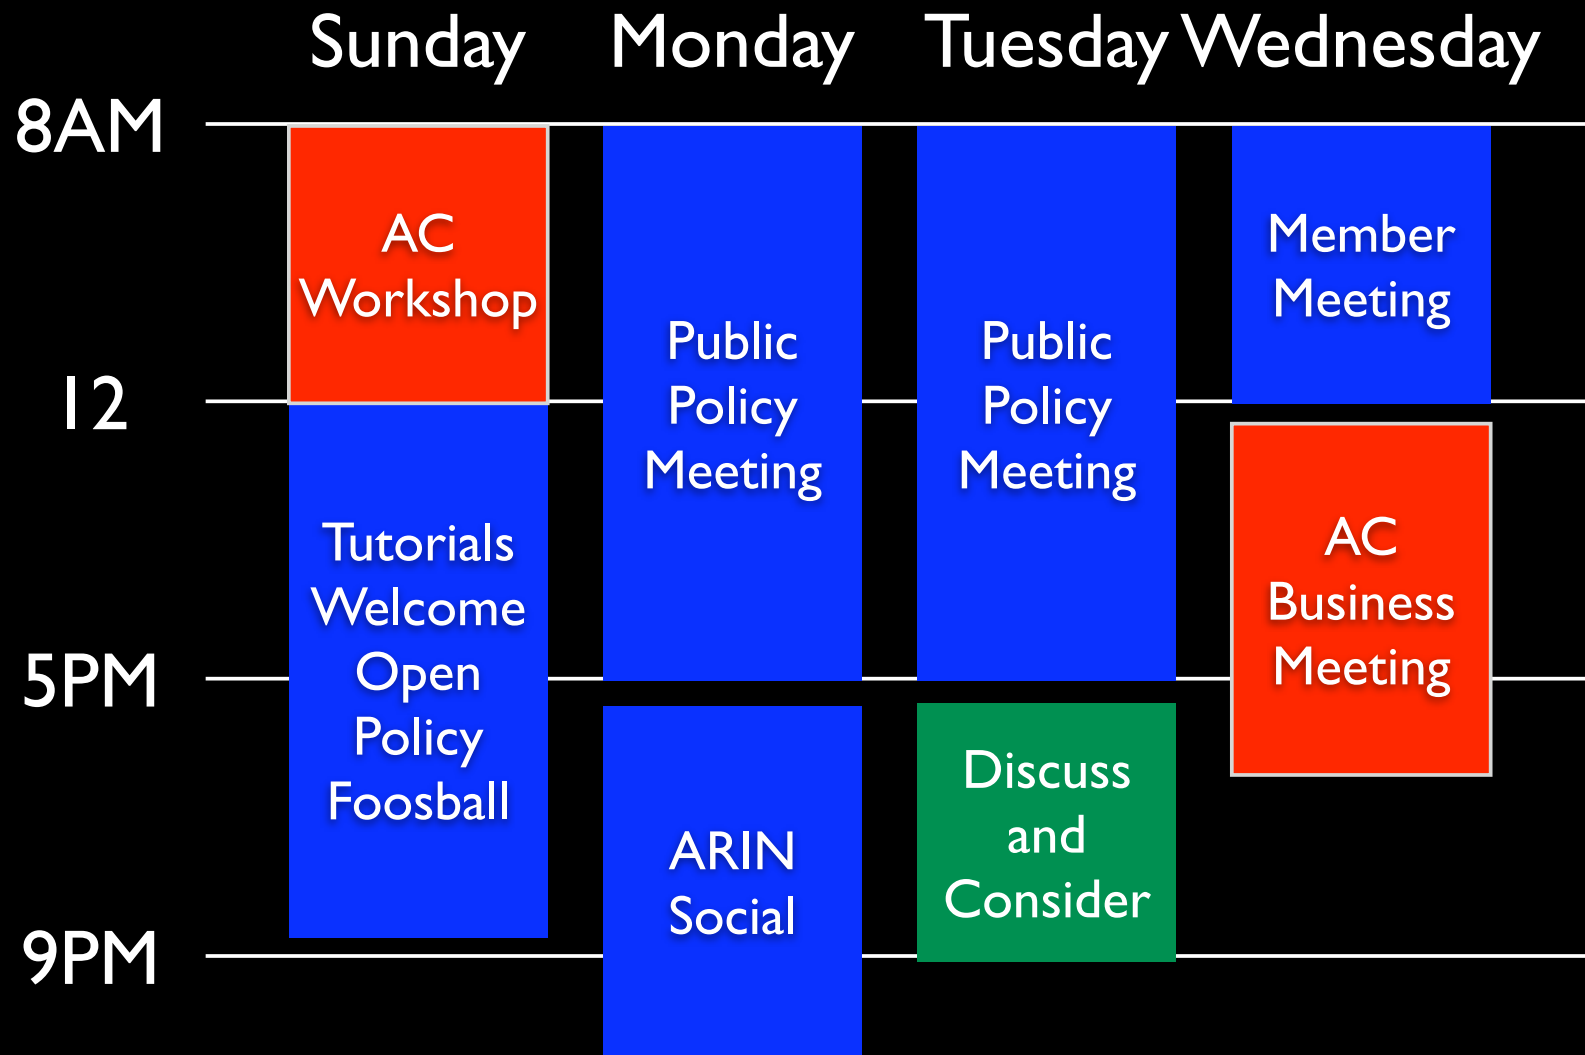 Sunday Monday Tuesday Wednesday
8AM
AC
Workshop
Public
Policy
Meeting
Public
Policy
Meeting
Member
Meeting
12
Tutorials
Welcome
Open
Policy
Foosball
AC
Business
Meeting
5PM
ARIN
Social
Discuss
and
Consider
9PM